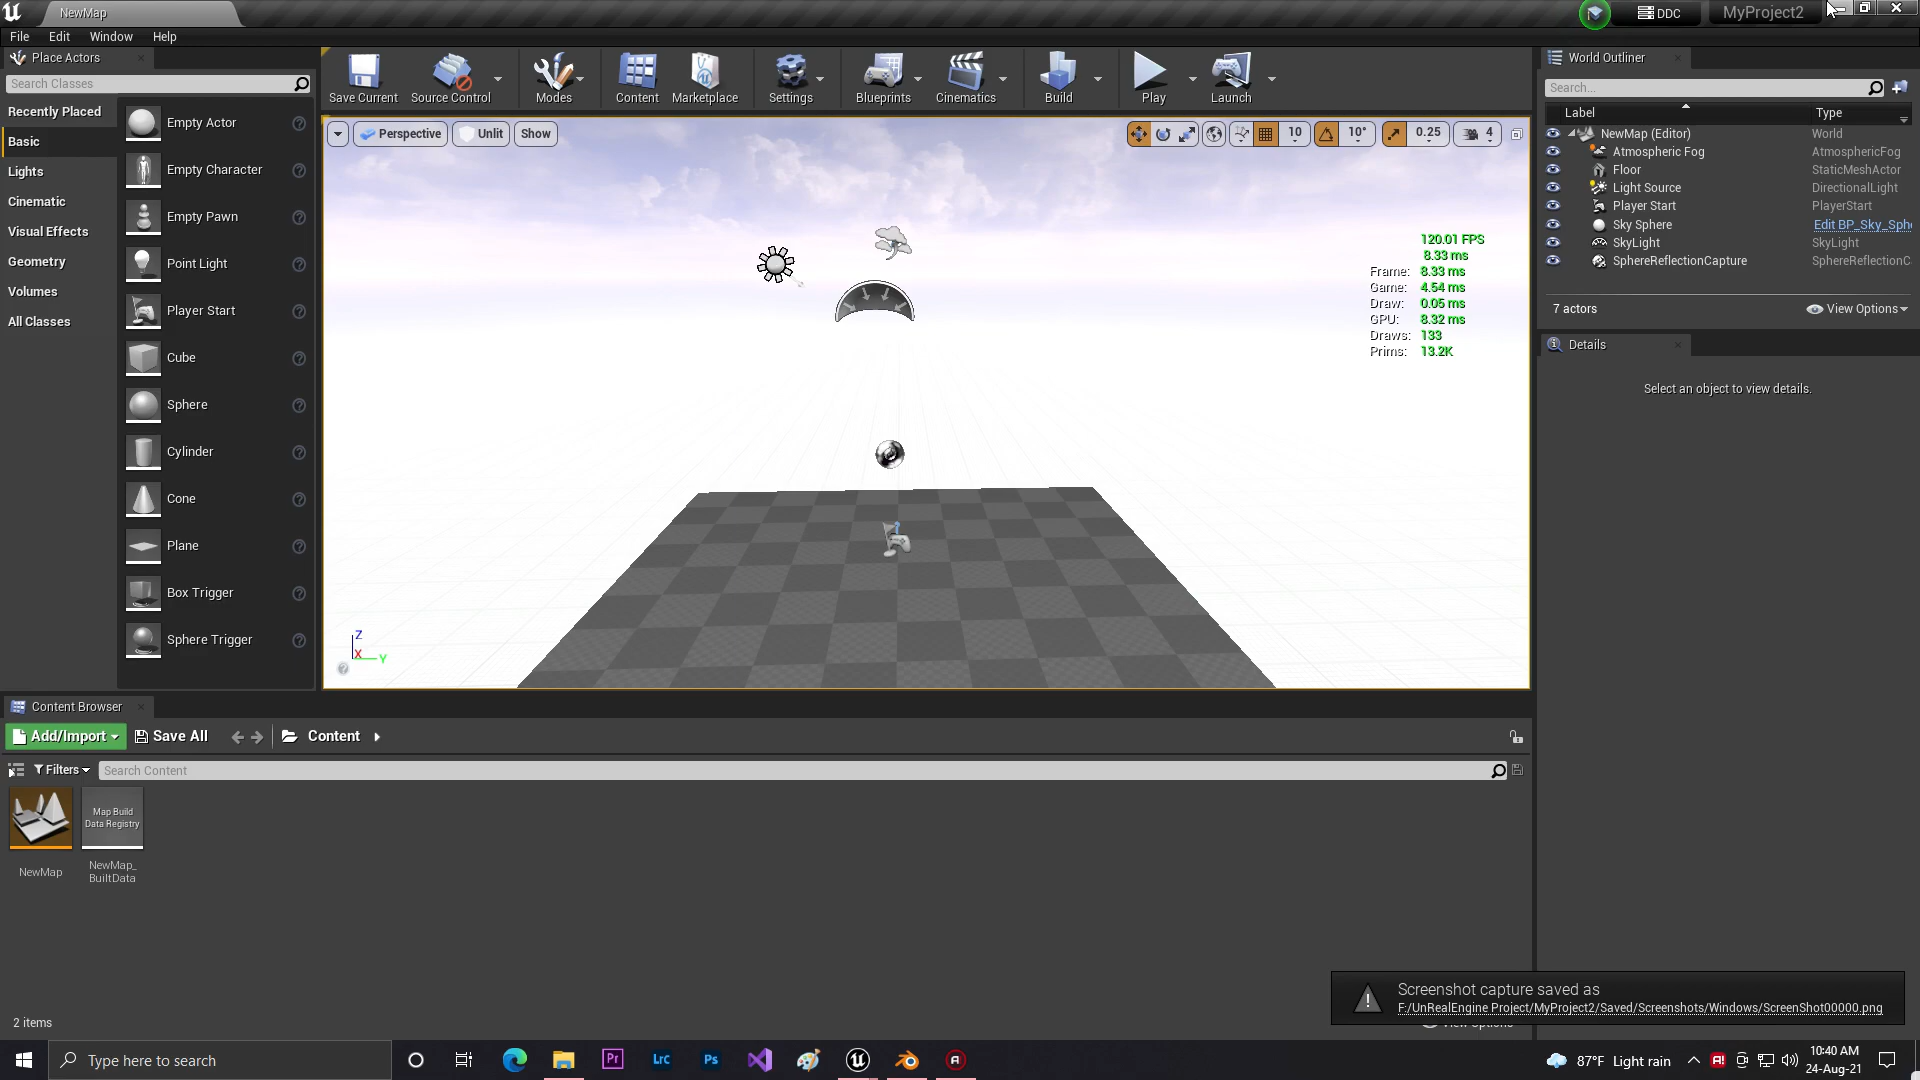 NewMap
DDC
MyProject2
File Edit Window Help
Place Actors
Search Classes
Recently Placed
Basic
Lights
Cinematic
Visual Effects
Geometry
Volumes
All Classes
Empty Actor
Empty Character
Empty Pawn
Point Light
Player Start
Cube
Sphere
Cylinder
Cone
Plane
Box Trigger
Sphere Trigger
Save Current
Source Control
Modes
Content
Marketplace
Settings
Blueprints
Cinematics
Build
Play
Launch
Perspective
Unlit
Show
10
10°
0.25
4
120.01 FPS
8.33 ms
Frame: 8.33 ms
Game: 4.54 ms
Draw: 0.05 ms
GPU: 8.32 ms
Draws: 133
Prims: 13.2K
Z
X
Y
World Outliner
Search...
Label Type
NewMap (Editor) World
Atmospheric Fog AtmosphericFog
Floor StaticMeshActor
Light Source DirectionalLight
Player Start PlayerStart
Sky Sphere Edit BP_Sky_Sph
SkyLight SkyLight
SphereReflectionCapture SphereReflectionC
7 actors
View Options
Details
Select an object to view details.
Content Browser
Add/Import
Save All
Content
Filters
Search Content
Map Build
Data Registry
NewMap
NewMap_
BuiltData
2 items
Screenshot capture saved as
F:/UnRealEngine Project/MyProject2/Saved/Screenshots/Windows/ScreenShot00000.png
View Options
Type here to search
Pr
Lrc
Ps
87°F Light rain
10:40 AM
24-Aug-21